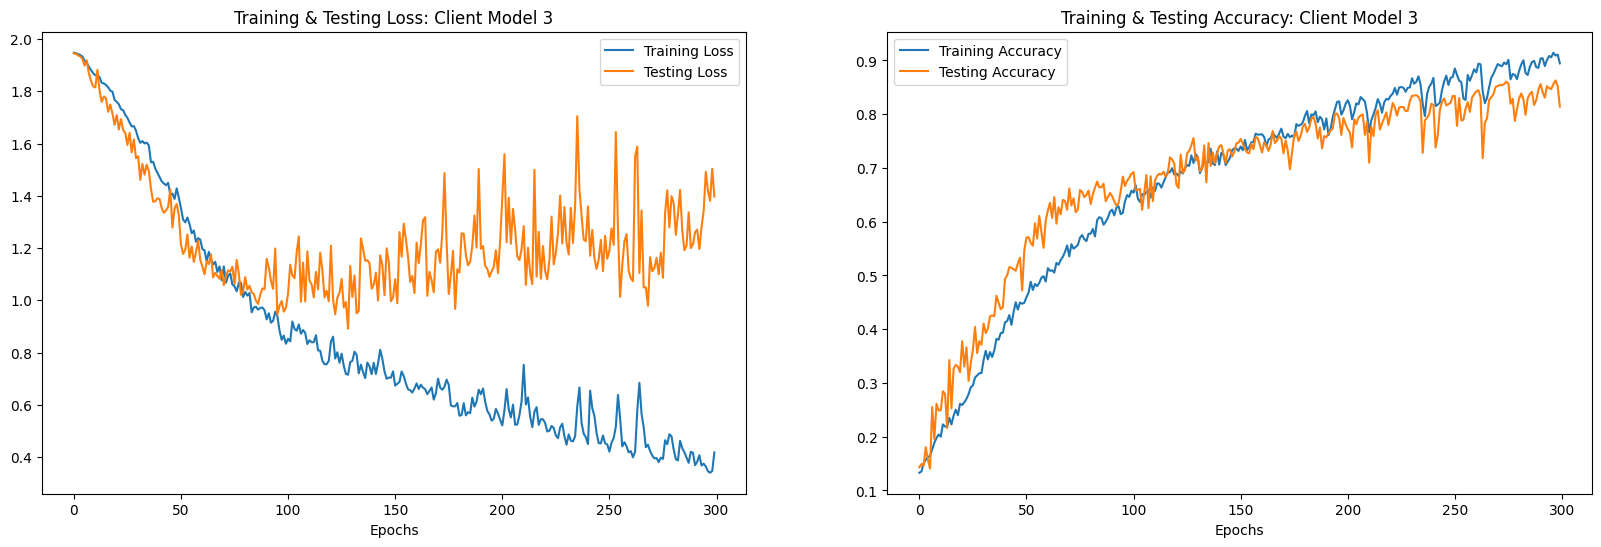 Training & Testing Loss: Client Model 3
2.0
1.8
1.6
1.4
1.2
1.0
0.8
0.6
0.4
Training Loss
Testing Loss
0 50 100 150 200 250 300
Epochs
Training & Testing Accuracy: Client Model 3
0.9
0.8
0.7
0.6
0.5
0.4
0.3
0.2
0.1
Training Accuracy
Testing Accuracy
0 50 100 150 200 250 300
Epochs